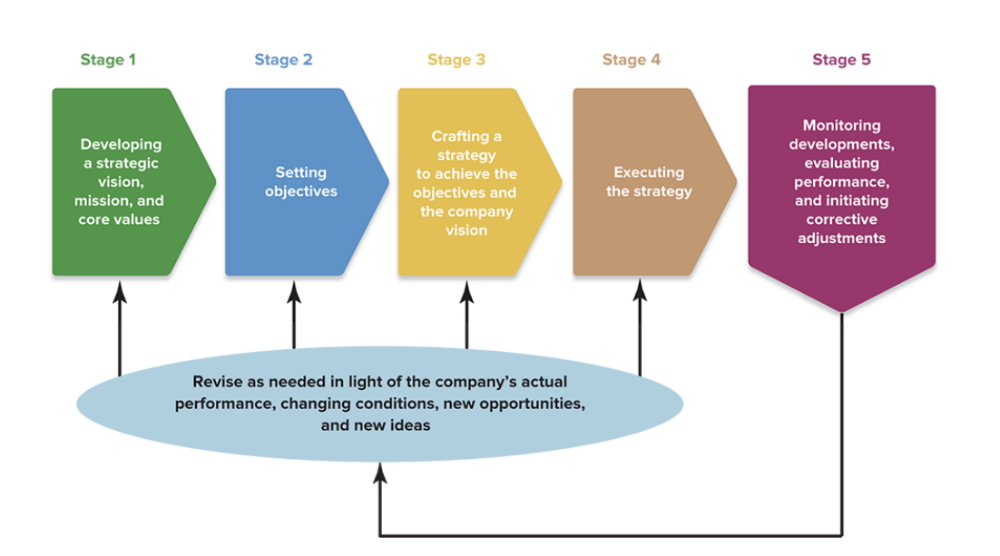 Stage 1
Stage 2
Stage 3
Stage 4
Stage 5
Developing
a strategic
vision,
mission, and
core values
Setting
objectives
Crafting a
strategy
to achieve the
objectives and
the company
vision
Executing
the strategy
Monitoring
developments,
evaluating
performance,
and initiating
corrective
adjustments
Revise as needed in light of the company’s actual
performance, changing conditions, new opportunities,
and new ideas